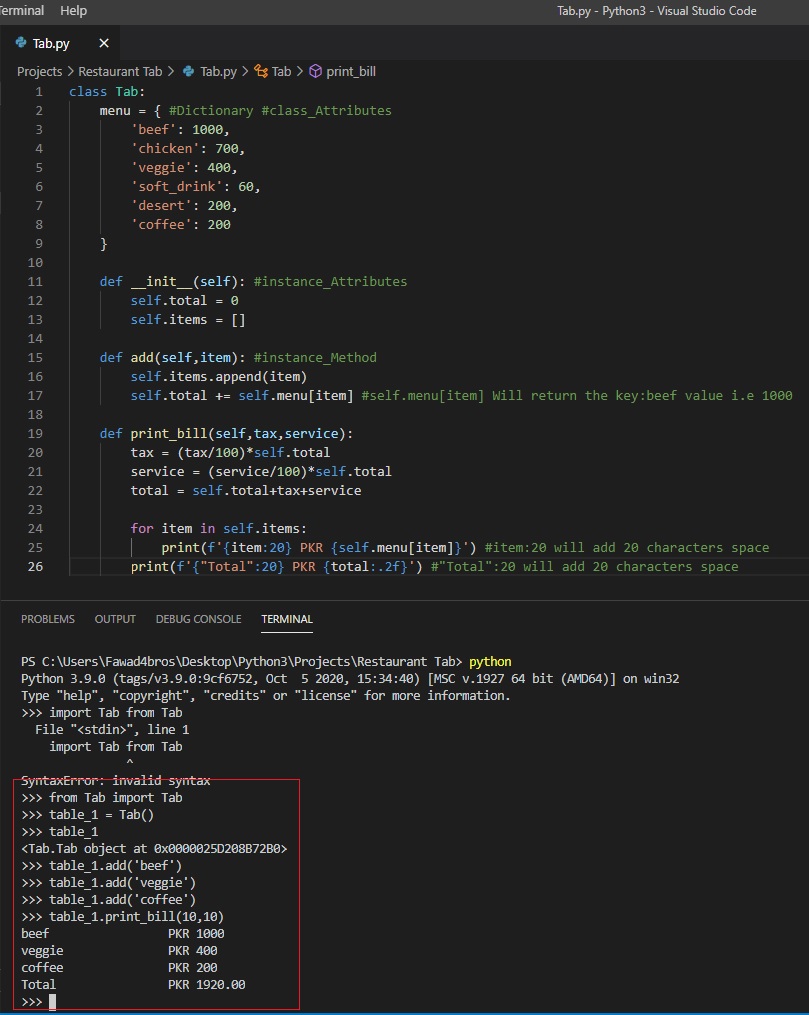 Terminal Help Tab.py - Python3 - Visual Studio Code
Tab.py ×
Projects > Restaurant Tab > Tab.py > Tab > print_bill
1 class Tab:
2     menu = { #Dictionary #class_Attributes
3         'beef': 1000,
4         'chicken': 700,
5         'veggie': 400,
6         'soft_drink': 60,
7         'desert': 200,
8         'coffee': 200
9     }
10
11     def __init__(self): #instance_Attributes
12         self.total = 0
13         self.items = []
14
15     def add(self,item): #instance_Method
16         self.items.append(item)
17         self.total += self.menu[item] #self.menu[item] Will return the key:beef value i.e 1000
18
19     def print_bill(self,tax,service):
20         tax = (tax/100)*self.total
21         service = (service/100)*self.total
22         total = self.total+tax+service
23
24         for item in self.items:
25             print(f'{item:20} PKR {self.menu[item]}') #item:20 will add 20 characters space
26         print(f'{"Total":20} PKR {total:.2f}') #"Total":20 will add 20 characters space
PROBLEMS OUTPUT DEBUG CONSOLE TERMINAL
PS C:\Users\Fawad4bros\Desktop\Python3\Projects\Restaurant Tab> python
Python 3.9.0 (tags/v3.9.0:9cf6752, Oct  5 2020, 15:34:40) [MSC v.1927 64 bit (AMD64)] on win32
Type "help", "copyright", "credits" or "license" for more information.
>>> import Tab from Tab
  File "<stdin>", line 1
    import Tab from Tab
               ^
SyntaxError: invalid syntax
>>> from Tab import Tab
>>> table_1 = Tab()
>>> table_1
<Tab.Tab object at 0x0000025D208B72B0>
>>> table_1.add('beef')
>>> table_1.add('veggie')
>>> table_1.add('coffee')
>>> table_1.print_bill(10,10)
beef                 PKR 1000
veggie               PKR 400
coffee               PKR 200
Total                PKR 1920.00
>>>